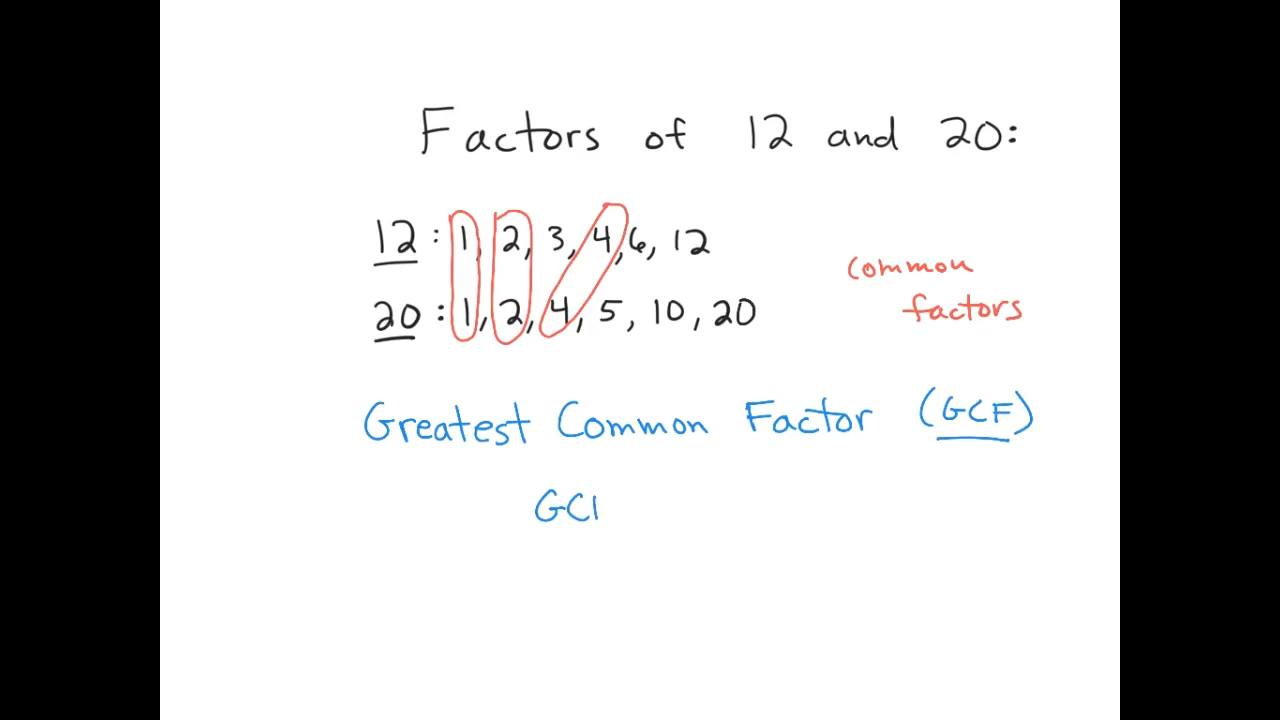 Factors of 12 and 20:
12 : 1, 2, 3, 4, 6, 12
20 : 1, 2, 4, 5, 10, 20
common
factors
Greatest Common Factor (GCF)
GCI